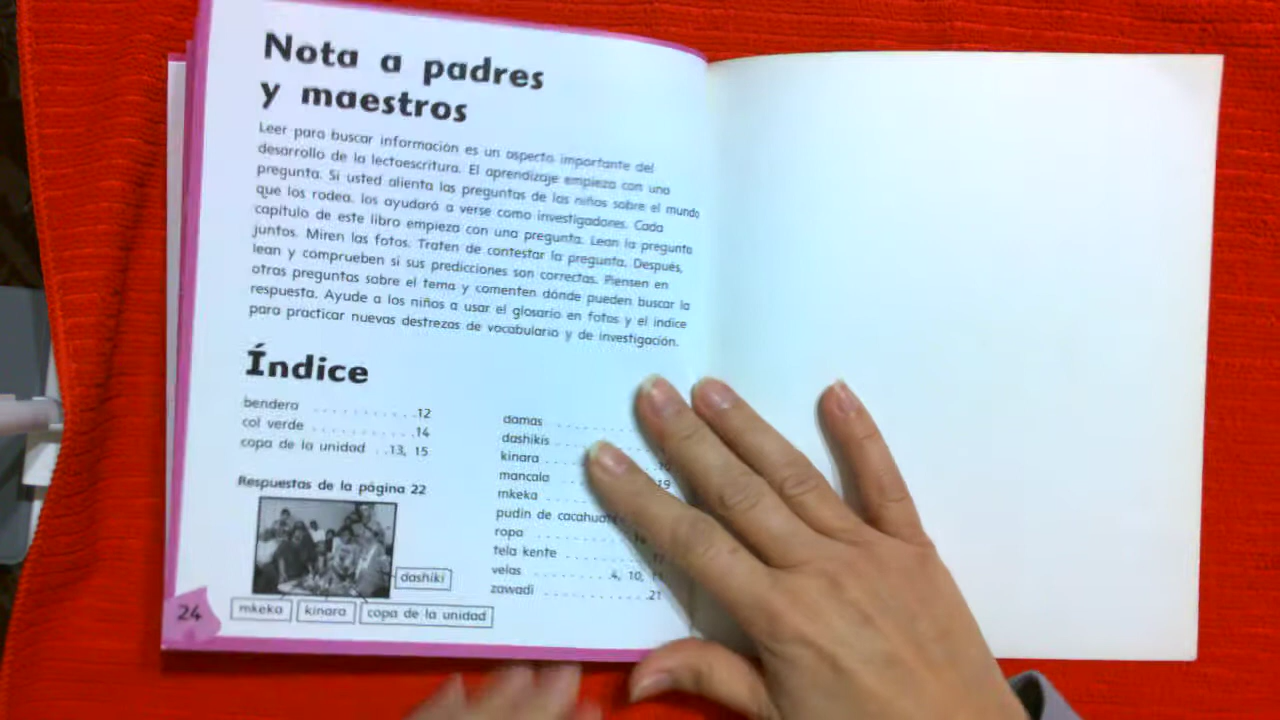 Nota a padres
y maestros
Leer para buscar información es un aspecto importante del
desarrollo de la lectoescritura. El aprendizaje empieza con una
pregunta. Si usted alienta las preguntas de los niños sobre el mundo
que los rodea, los ayudará a verse como investigadores. Cada
capítulo de este libro empieza con una pregunta. Lean la pregunta
juntos. Miren las fotos. Traten de contestar la pregunta. Después,
lean y comprueben si sus predicciones son correctas. Piensen en
otras preguntas sobre el tema y comenten dónde pueden buscar la
respuesta. Ayude a los niños a usar el glosario en fotos y el índice
para practicar nuevas destrezas de vocabulario y de investigación.
Índice
bendera . . . . . . . . . . .12
col verde . . . . . . . . . . .14
copa de la unidad . .13, 15
damas . . . . . . . .
dashikis . . . .
kinara . . . .
mancala . . . 19
mkeka . . . .
pudín de
ropa . . . . . . . .
tela kente . . . . . . .
velas . . . . . . . .4, 10,
zawadi . . . . . . . . . . . .21
Respuestas de la página 22
dashiki
mkeka
kinara
copa de la unidad
24